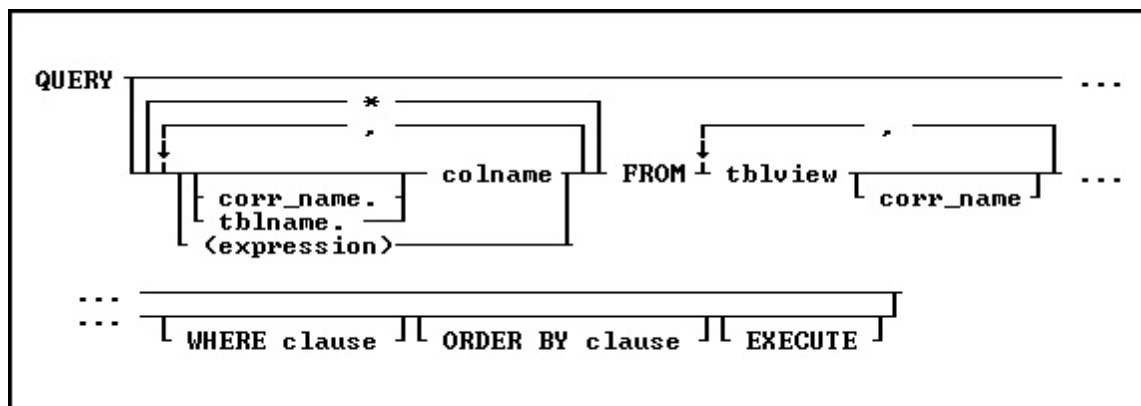 QUERY ...
*
, ,
colname FROM tblview ...
corr_name. corr_name
tblname.
(expression)
...
...
WHERE clause ORDER BY clause EXECUTE